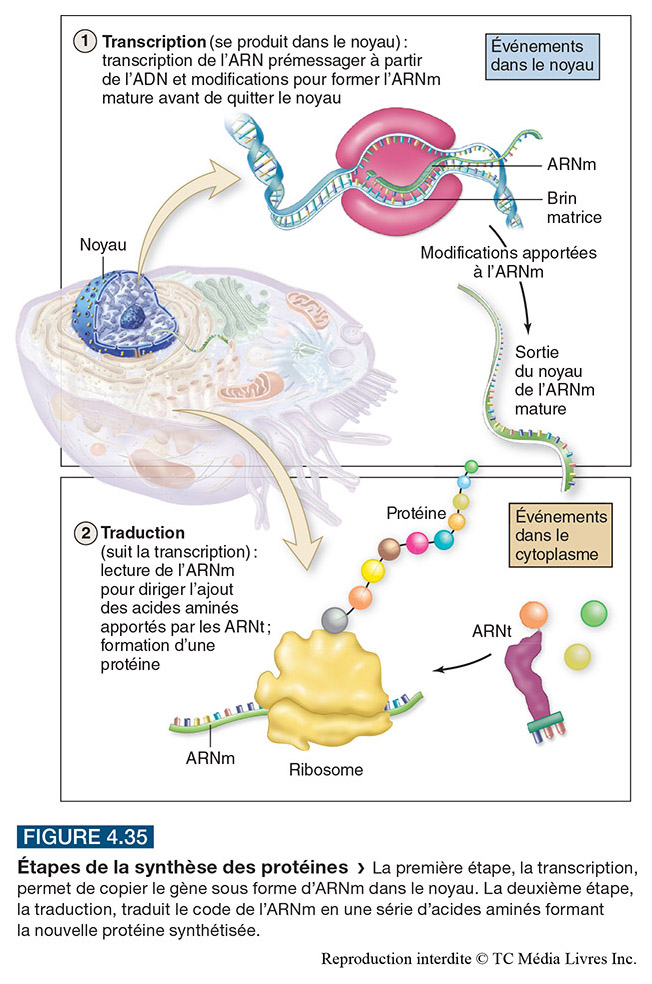 1 Transcription (se produit dans le noyau) :
transcription de l’ARN prémessager à partir
de l’ADN et modifications pour former l’ARNm
mature avant de quitter le noyau
Événements
dans le noyau
ARNm
Brin
matrice
Noyau
Modifications apportées
à l’ARNm
Sortie
du noyau
de l’ARNm
mature
Protéine
Événements
dans le
cytoplasme
2 Traduction
(suit la transcription) :
lecture de l’ARNm
pour diriger l’ajout
des acides aminés
apportés par les ARNt ;
formation d’une
protéine
ARNt
ARNm
Ribosome
FIGURE 4.35
Étapes de la synthèse des protéines › La première étape, la transcription,
permet de copier le gène sous forme d’ARNm dans le noyau. La deuxième étape,
la traduction, traduit le code de l’ARNm en une série d’acides aminés formant
la nouvelle protéine synthétisée.
Reproduction interdite © TC Média Livres Inc.